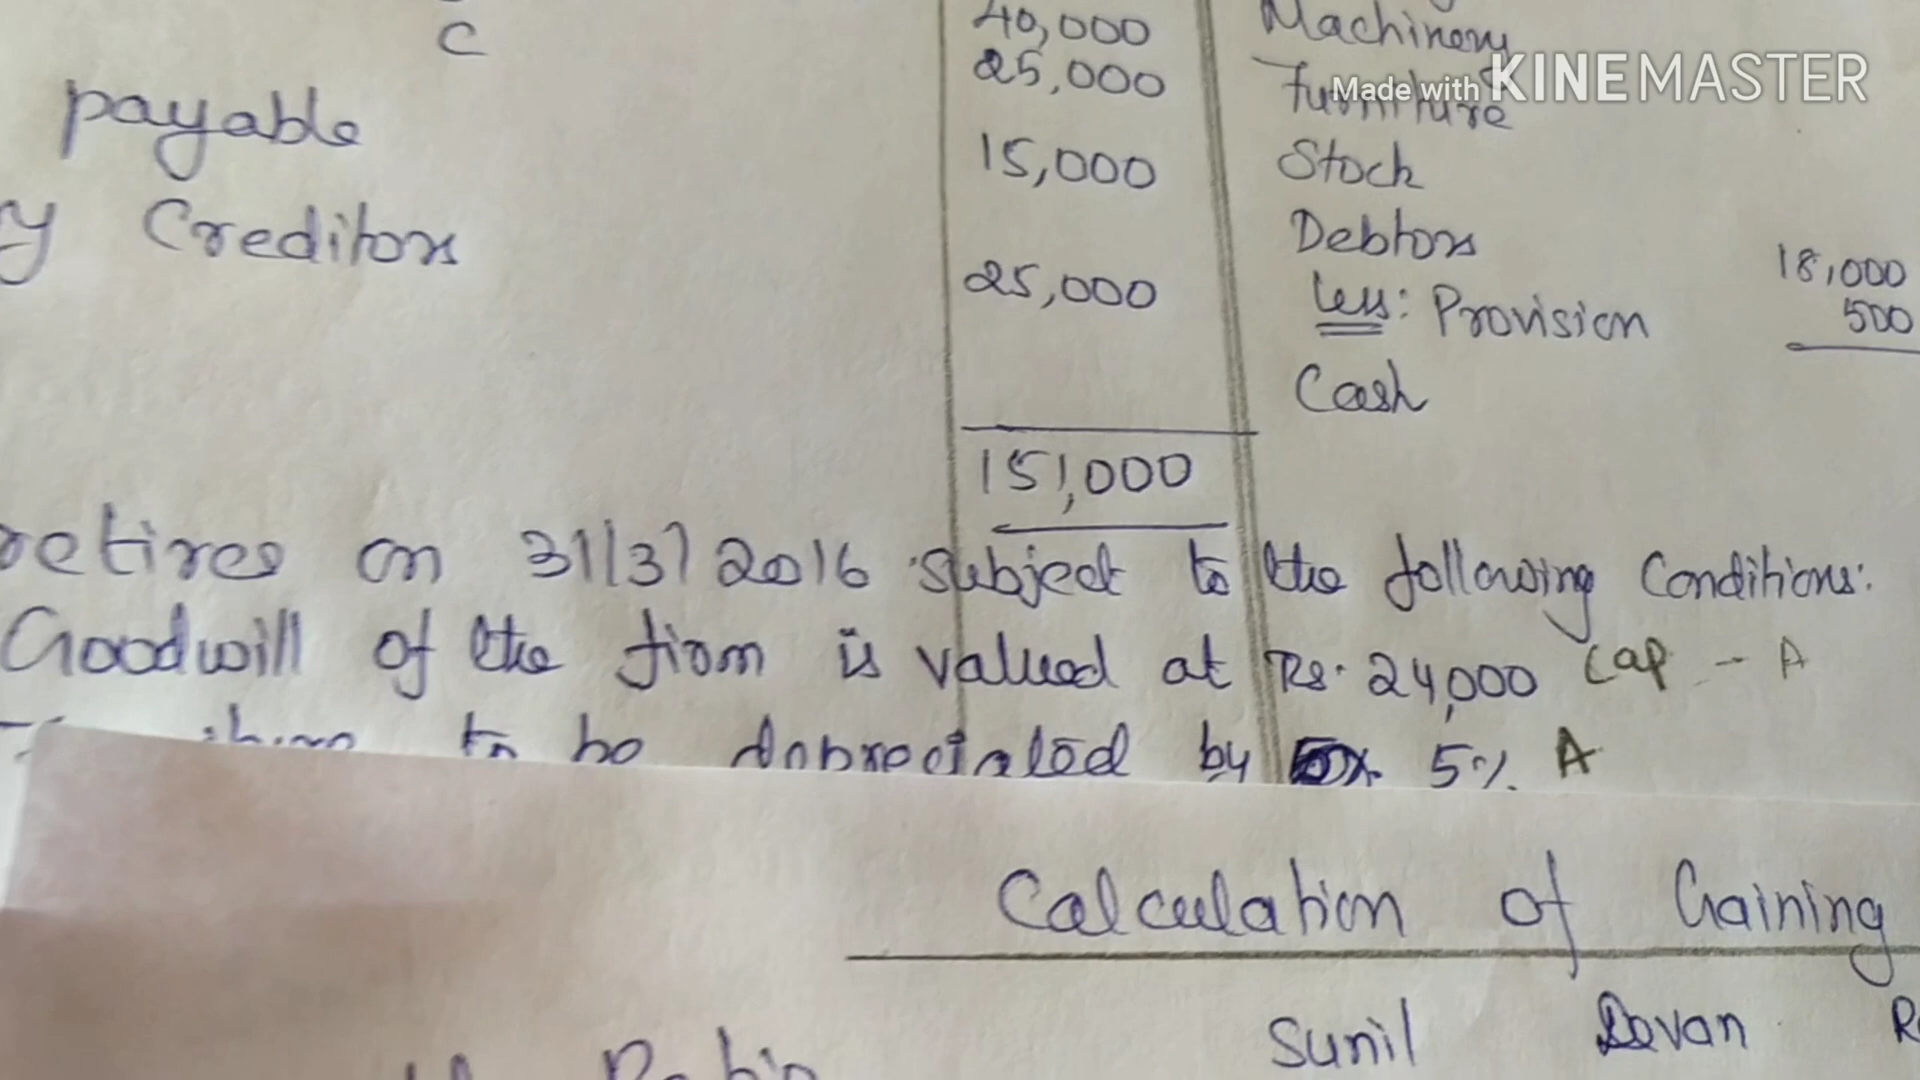 C 40,000 Machinery
25,000 Furniture
Made with KINEMASTER
payable 15,000 Stock
y Creditors Debtors 18,000
25,000 Less: Provision 500
Cash
151,000
retires on 31/3/2016 subject to the following Conditions:
Goodwill of the firm is valued at Rs. 24,000 Cap - A
to be depreciated by 5%. A
Calculation of Gaining
Sunil Devan R